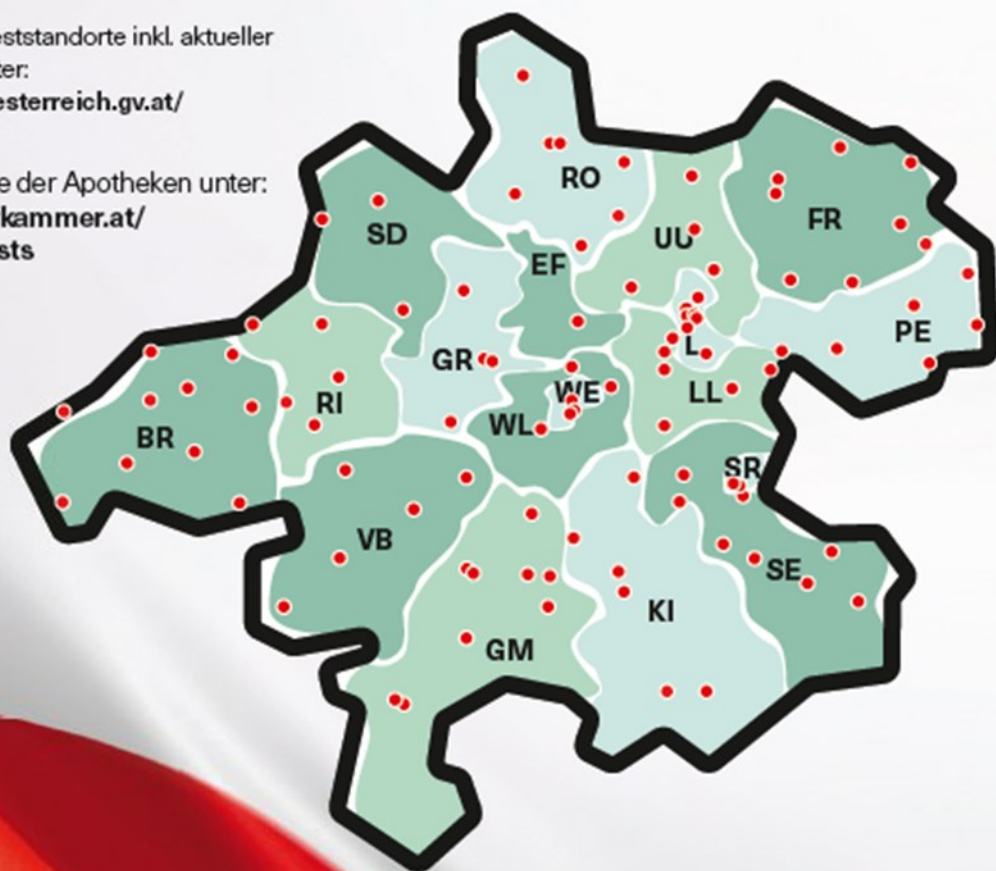 eststandorte inkl. aktueller
ter:
esterreich.gv.at/
e der Apotheken unter:
kammer.at/
sts
RO
SD
UU
FR
EF
PE
GR
L
WE
LL
RI
WL
BR
SR
VB
SE
KI
GM